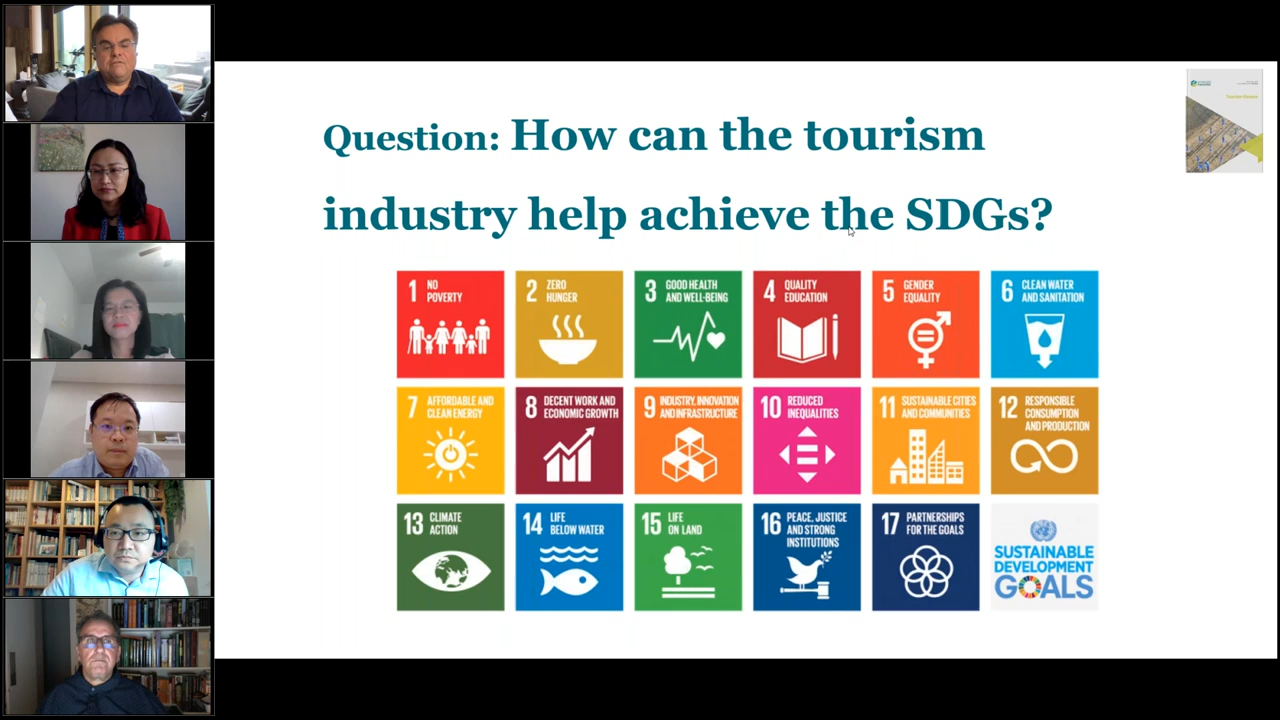 Question: How can the tourism
industry help achieve the SDGs?
1 NO
POVERTY
2 ZERO
HUNGER
3 GOOD HEALTH
AND WELL-BEING
4 QUALITY
EDUCATION
5 GENDER
EQUALITY
6 CLEAN WATER
AND SANITATION
7 AFFORDABLE AND
CLEAN ENERGY
8 DECENT WORK AND
ECONOMIC GROWTH
9 INDUSTRY, INNOVATION
AND INFRASTRUCTURE
10 REDUCED
INEQUALITIES
11 SUSTAINABLE CITIES
AND COMMUNITIES
12 RESPONSIBLE
CONSUMPTION
AND PRODUCTION
13 CLIMATE
ACTION
14 LIFE
BELOW WATER
15 LIFE
ON LAND
16 PEACE, JUSTICE
AND STRONG
INSTITUTIONS
17 PARTNERSHIPS
FOR THE GOALS
SUSTAINABLE
DEVELOPMENT
GOALS